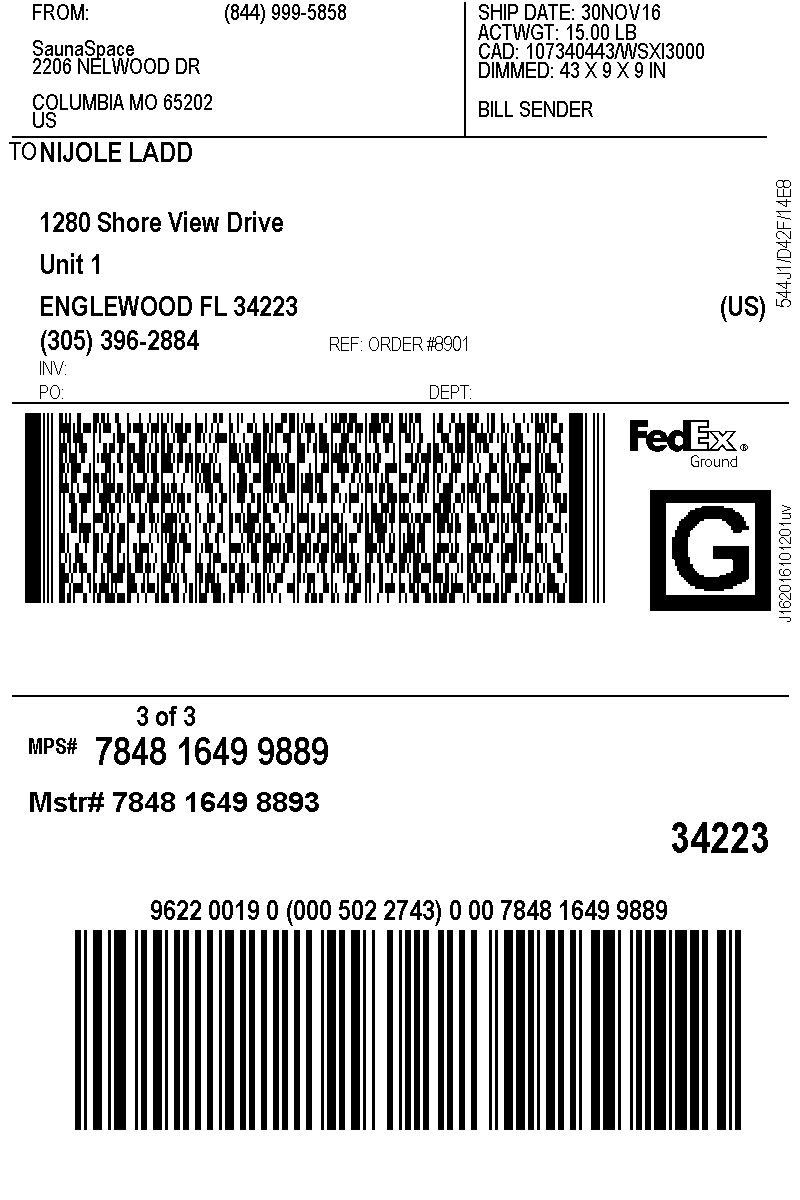 FROM: (844) 999-5858
SaunaSpace
2206 NELWOOD DR
COLUMBIA MO 65202
US
SHIP DATE: 30NOV16
ACTWGT: 15.00 LB
CAD: 107340443/WSXI3000
DIMMED: 43 X 9 X 9 IN
BILL SENDER
TO NIJOLE LADD
1280 Shore View Drive
Unit 1
ENGLEWOOD FL 34223 (US)
(305) 396-2884 REF: ORDER #8901
INV:
PO: DEPT:
544J1/D42F/14E8
FedEx®
Ground
G
J162016101201uv
3 of 3
MPS# 7848 1649 9889
Mstr# 7848 1649 8893
34223
9622 0019 0 (000 502 2743) 0 00 7848 1649 9889